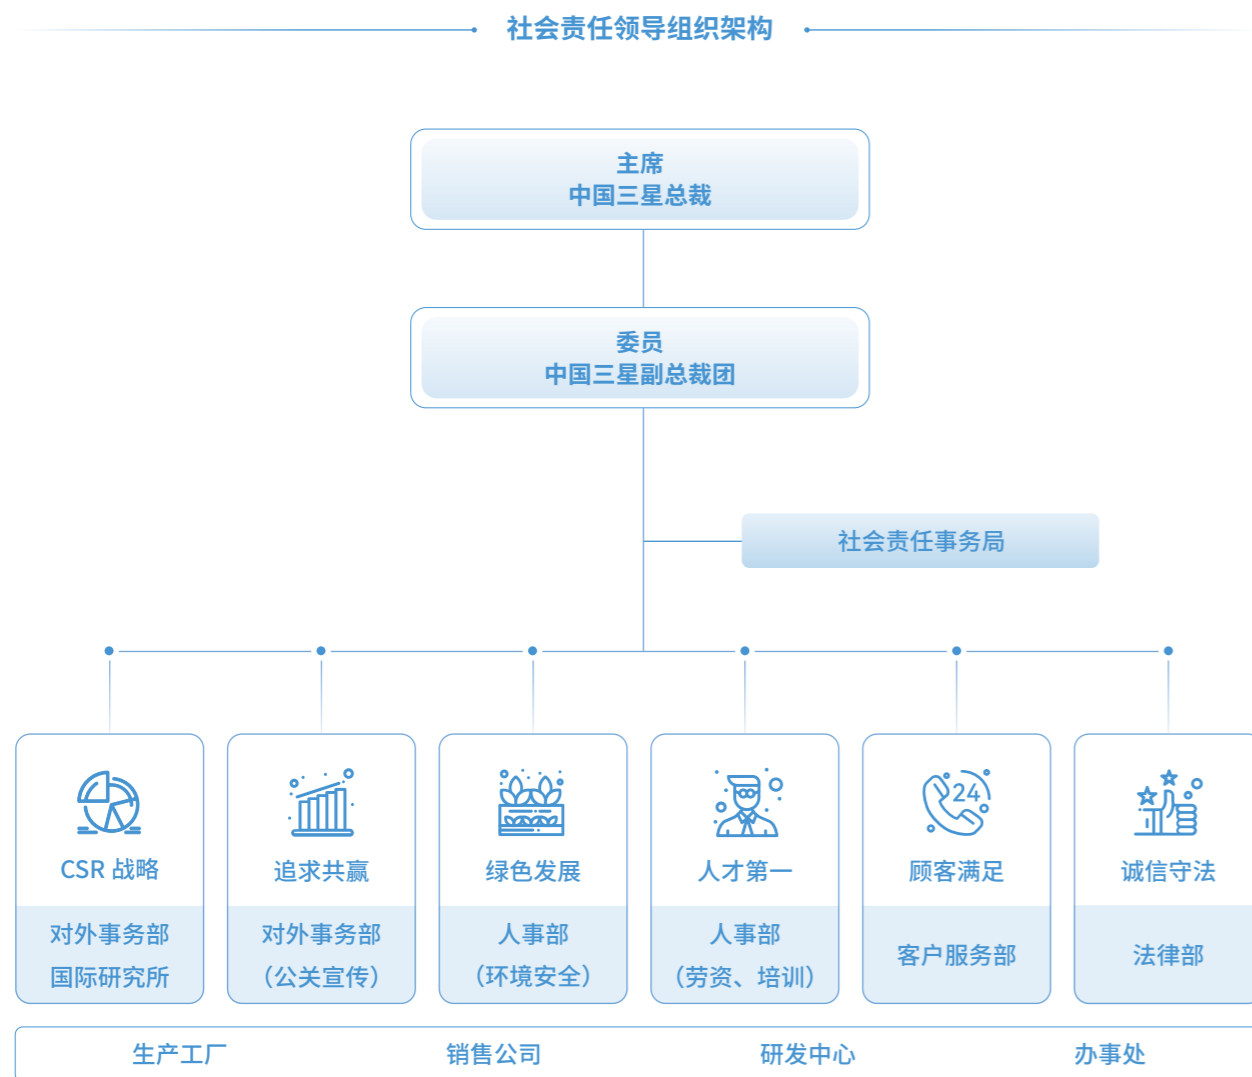 社会责任领导组织架构
主席
中国三星总裁
委员
中国三星副总裁团
社会责任事务局
24
CSR 战略
对外事务部
国际研究所
追求共赢
对外事务部
（公关宣传）
绿色发展
人事部
（环境安全）
人才第一
人事部
（劳资、培训）
顾客满足
客户服务部
诚信守法
法律部
生产工厂
销售公司
研发中心
办事处